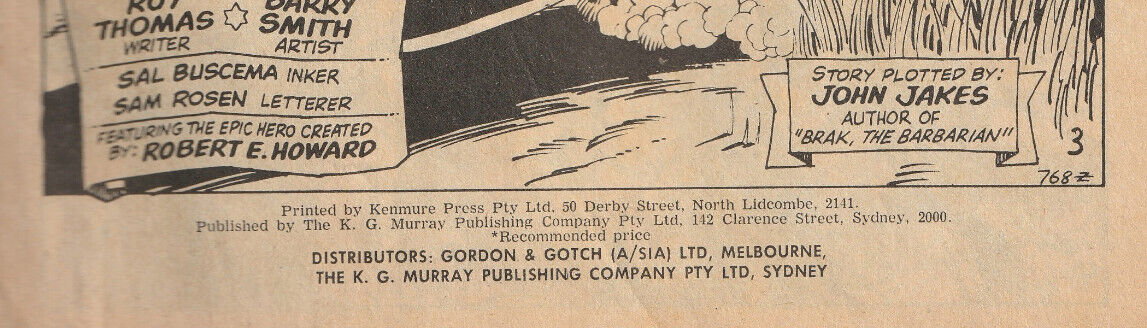 ROY BARRY
THOMAS SMITH
WRITER ARTIST
SAL BUSCEMA INKER
SAM ROSEN LETTERER
FEATURING THE EPIC HERO CREATED
BY: ROBERT E. HOWARD
STORY PLOTTED BY:
JOHN JAKES
AUTHOR OF
"BRAK, THE BARBARIAN"
3
768-Z
Printed by Kenmure Press Pty Ltd, 50 Derby Street, North Lidcombe, 2141.
Published by The K. G. Murray Publishing Company Pty Ltd, 142 Clarence Street, Sydney, 2000.
*Recommended price
DISTRIBUTORS: GORDON & GOTCH (A/SIA) LTD, MELBOURNE,
THE K. G. MURRAY PUBLISHING COMPANY PTY LTD, SYDNEY